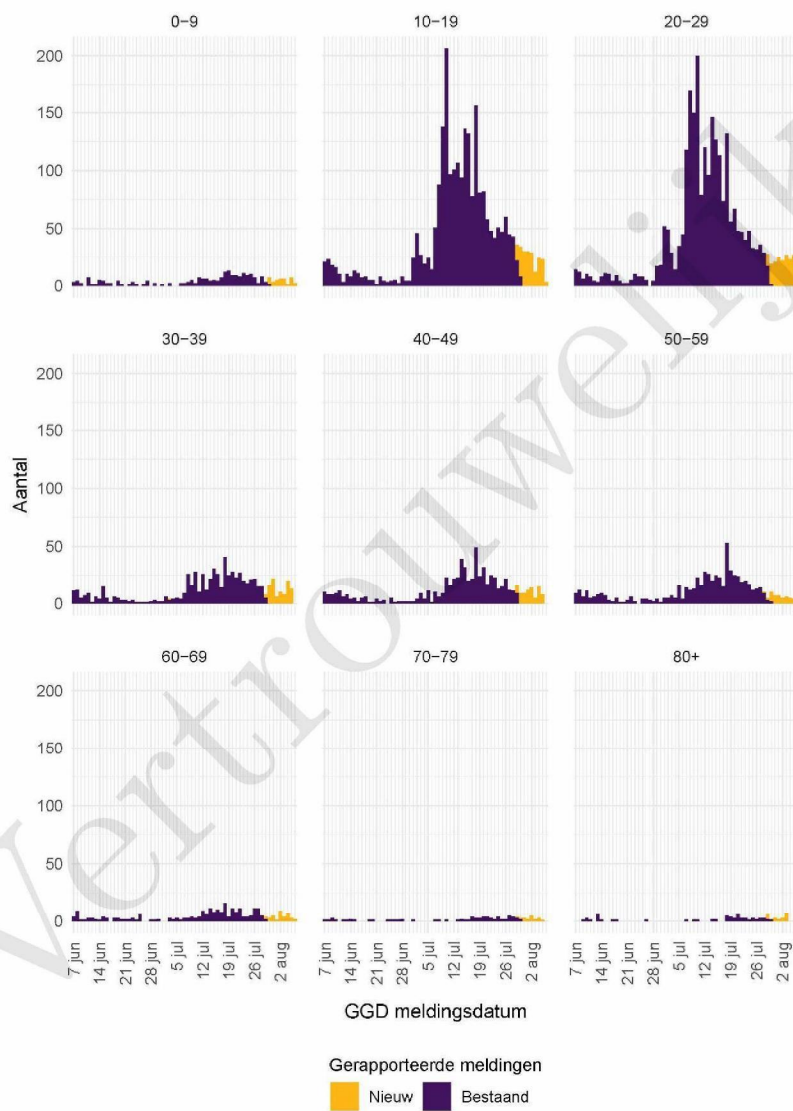 0−9
10−19
20−29
200
150
100
50
0
30−39
40−49
50−59
200
150
100
50
0
60−69
70−79
80+
200
150
100
50
0
Aantal
7 jun
14 jun
21 jun
28 jun
5 jul
12 jul
19 jul
26 jul
2 aug
7 jun
14 jun
21 jun
28 jun
5 jul
12 jul
19 jul
26 jul
2 aug
7 jun
14 jun
21 jun
28 jun
5 jul
12 jul
19 jul
26 jul
2 aug
GGD meldingsdatum
Gerapporteerde meldingen
Nieuw Bestaand
Vertrouwelijk